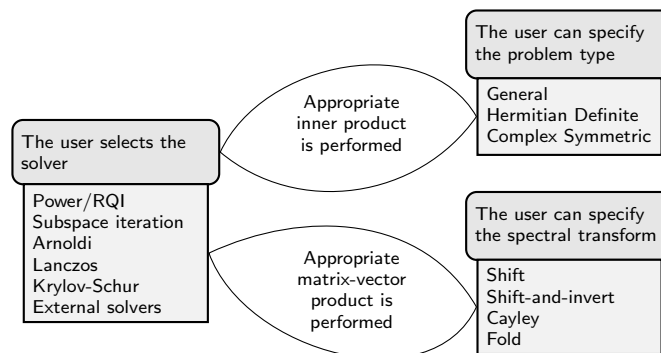 The user can specify
the problem type
General
Hermitian Definite
Complex Symmetric
Appropriate
inner product
is performed
The user selects the
solver
Power/RQI
Subspace iteration
Arnoldi
Lanczos
Krylov-Schur
External solvers
The user can specify
the spectral transform
Shift
Shift-and-invert
Cayley
Fold
Appropriate
matrix-vector
product is
performed